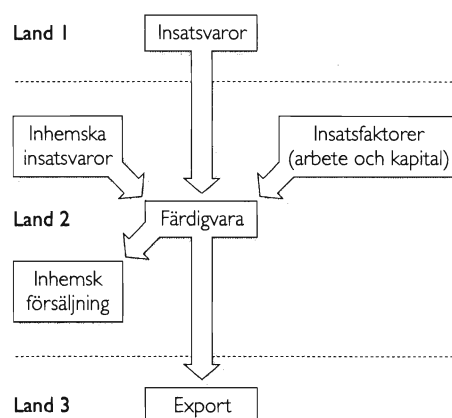 Land 1
Insatsvaror
Inhemska
insatsvaror
Insatsfaktorer
(arbete och kapital)
Land 2
Färdigvara
Inhemsk
försäljning
Land 3
Export